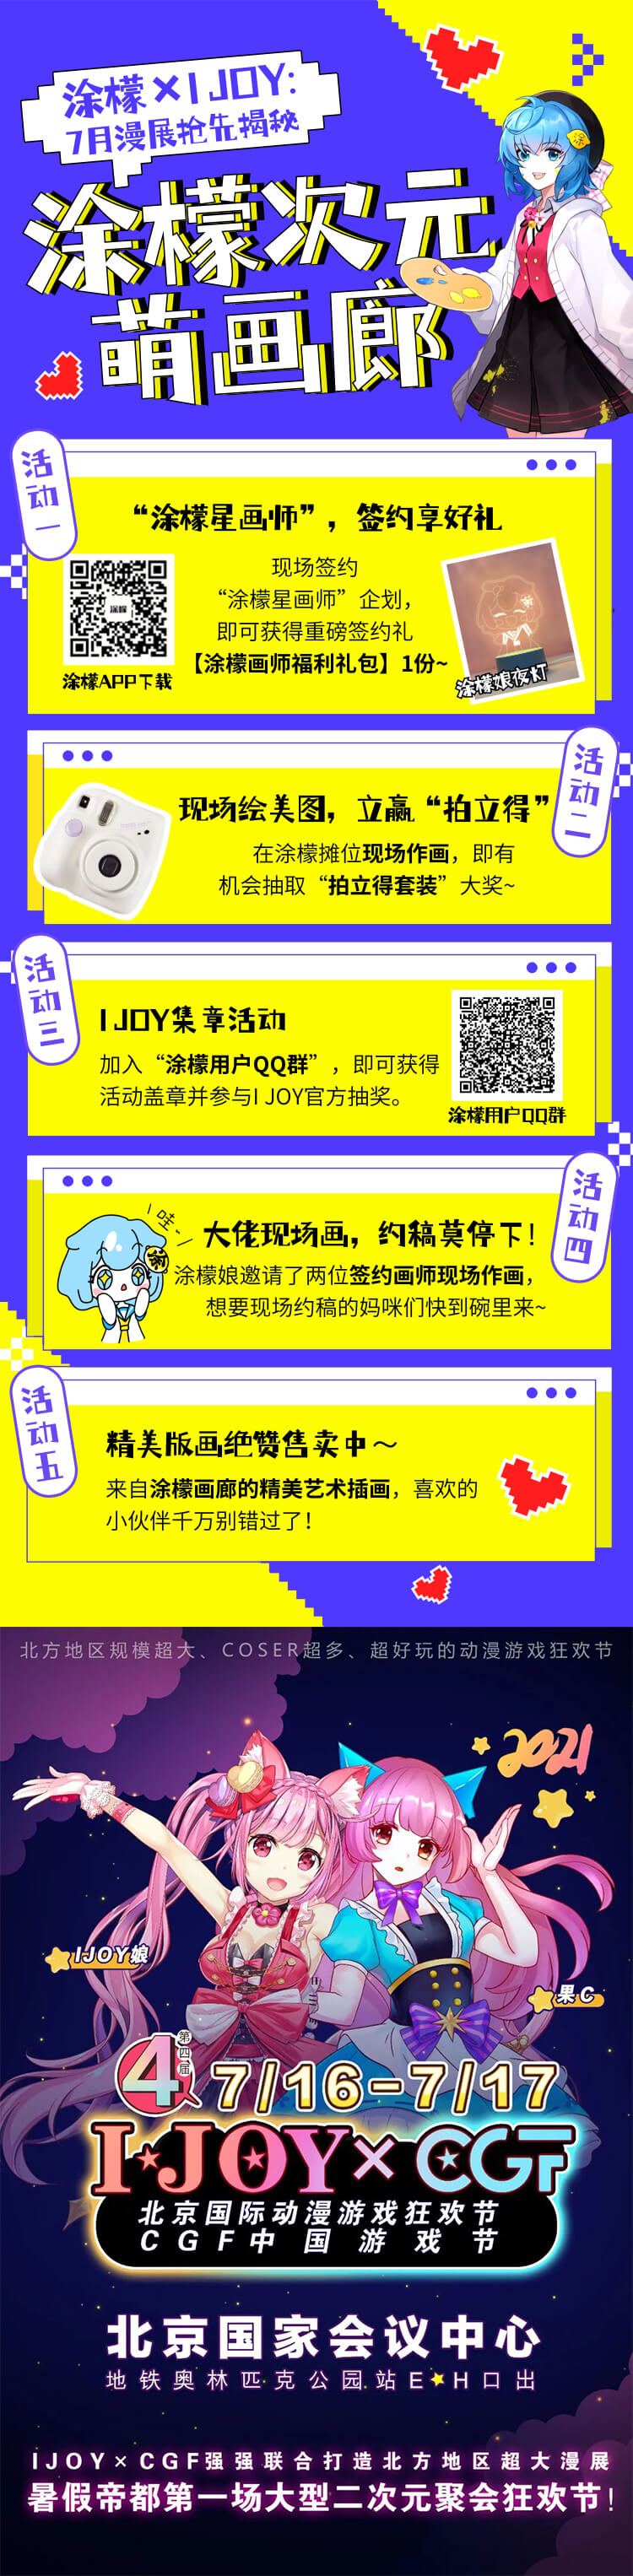 涂檬×I JOY:
7月漫展抢先揭秘
涂檬次元
萌画廊
活动一
“涂檬星画师”，签约享好礼
现场签约
“涂檬星画师”企划，
即可获得重磅签约礼
【涂檬画师福利礼包】1份~
涂檬
涂檬APP下载
涂檬娘夜灯
活动二
现场绘美图，立赢“拍立得”
在涂檬摊位现场作画，即有
机会抽取“拍立得套装”大奖~
活动三
I JOY集章活动
加入“涂檬用户QQ群”，即可获得
活动盖章并参与I JOY官方抽奖。
涂檬用户QQ群
活动四
哇~
涂
大佬现场画，约稿莫停下！
涂檬娘邀请了两位签约画师现场作画，
想要现场约稿的妈咪们快到碗里来~
活动五
精美版画绝赞售卖中～
来自涂檬画廊的精美艺术插画，喜欢的
小伙伴千万别错过了！
北方地区规模超大、COSER超多、超好玩的动漫游戏狂欢节
2021
IJOY娘
果C
4
第四届
7/16-7/17
I★JOY×CGF
北京国际动漫游戏狂欢节
CGF中国游戏节
北京国家会议中心
地铁奥林匹克公园站E★H口出
IJOY×CGF强强联合打造北方地区超大漫展
暑假帝都第一场大型二次元聚会狂欢节！